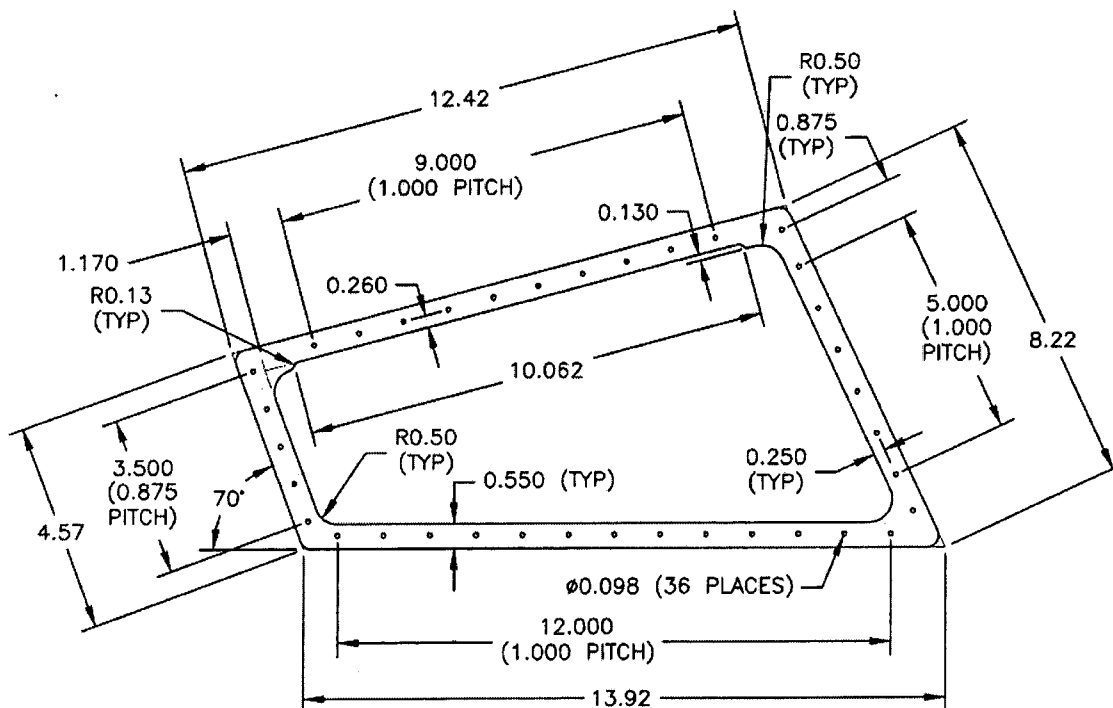 R0.50
(TYP)
12.42
0.875
(TYP)
9.000
(1.000 PITCH)
0.130
1.170
0.260
R0.13
(TYP)
5.000
(1.000
PITCH)
8.22
10.062
R0.50
(TYP)
0.250
(TYP)
3.500
(0.875
PITCH)
70°
0.550 (TYP)
4.57
ø0.098 (36 PLACES)
12.000
(1.000 PITCH)
13.92